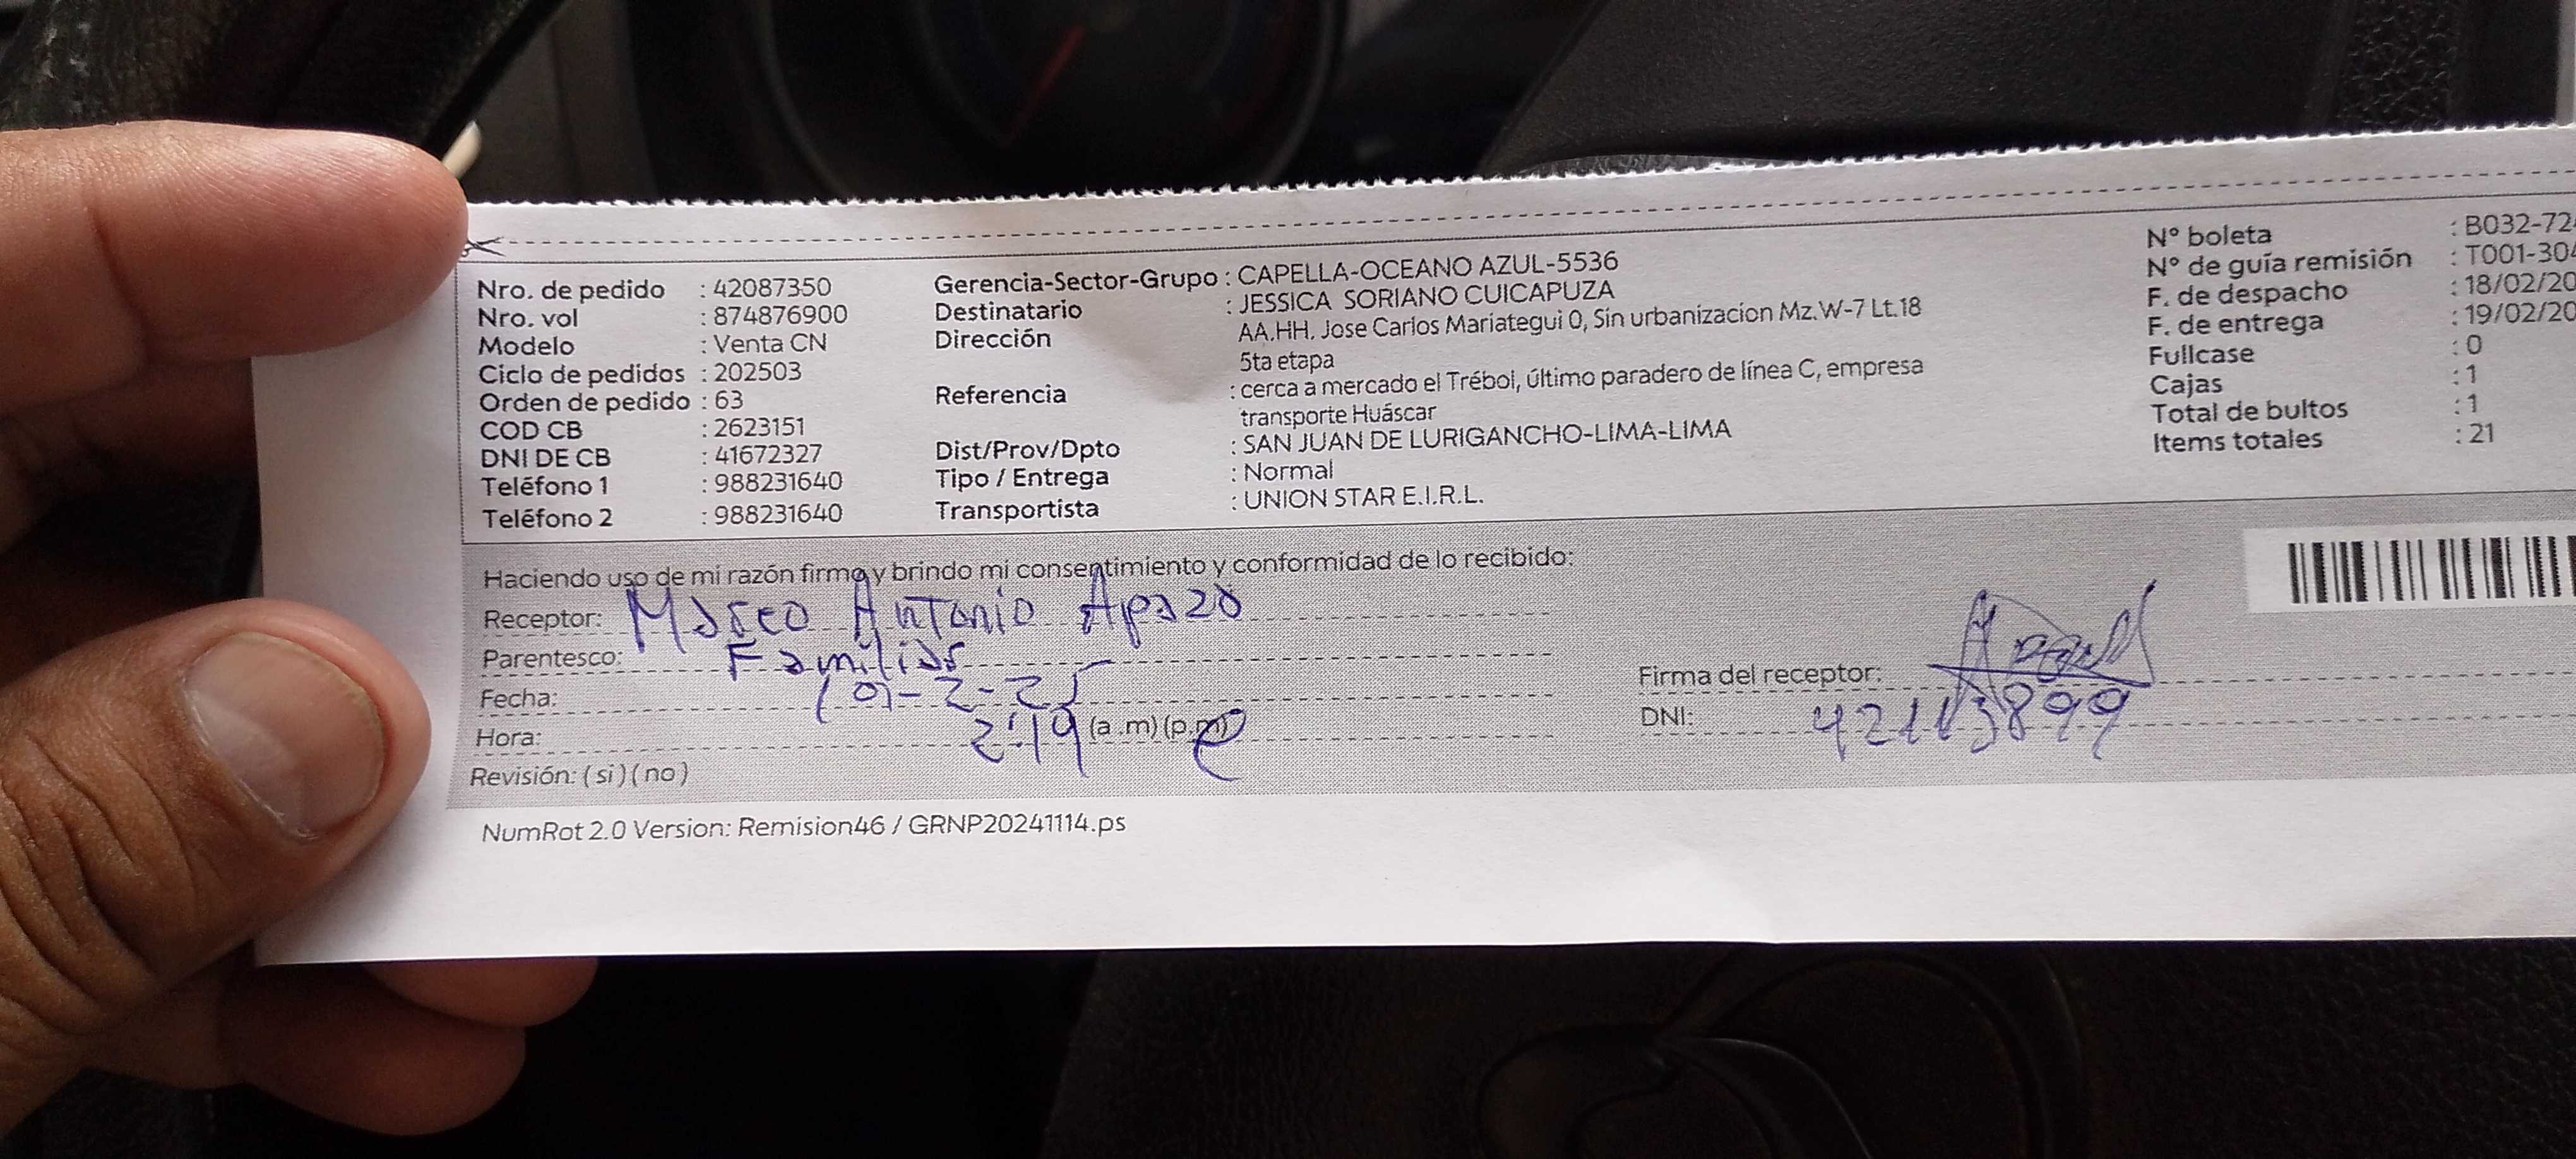 Nro. de pedido : 42087350
Nro. vol : 874876900
Modelo : Venta CN
Ciclo de pedidos : 202503
Orden de pedido : 63
COD CB : 2623151
DNI DE CB : 41672327
Teléfono 1 : 988231640
Teléfono 2 : 988231640
Gerencia-Sector-Grupo : CAPELLA-OCEANO AZUL-5536
Destinatario : JESSICA SORIANO CUICAPUZA
Dirección AA.HH. Jose Carlos Mariategui 0, Sin urbanizacion Mz.W-7 Lt.18
5ta etapa
Referencia : cerca a mercado el Trébol, último paradero de línea C, empresa
transporte Huáscar
Dist/Prov/Dpto : SAN JUAN DE LURIGANCHO-LIMA-LIMA
Tipo / Entrega : Normal
Transportista : UNION STAR E.I.R.L.
N° boleta : B032-72
N° de guía remisión : T001-304
F. de despacho : 18/02/20
F. de entrega : 19/02/20
Fullcase : 0
Cajas : 1
Total de bultos : 1
Items totales : 21
Haciendo uso de mi razón firmo y brindo mi consentimiento y conformidad de lo recibido:
Receptor: Marco Antonio Apaza
Parentesco: Familiar
Fecha: 19-2-25
Hora: 2:19 (a.m) (p.m)
Revisión: (si) (no)
Firma del receptor:
DNI:
NumRot 2.0 Version: Remision46 / GRNP20241114.ps